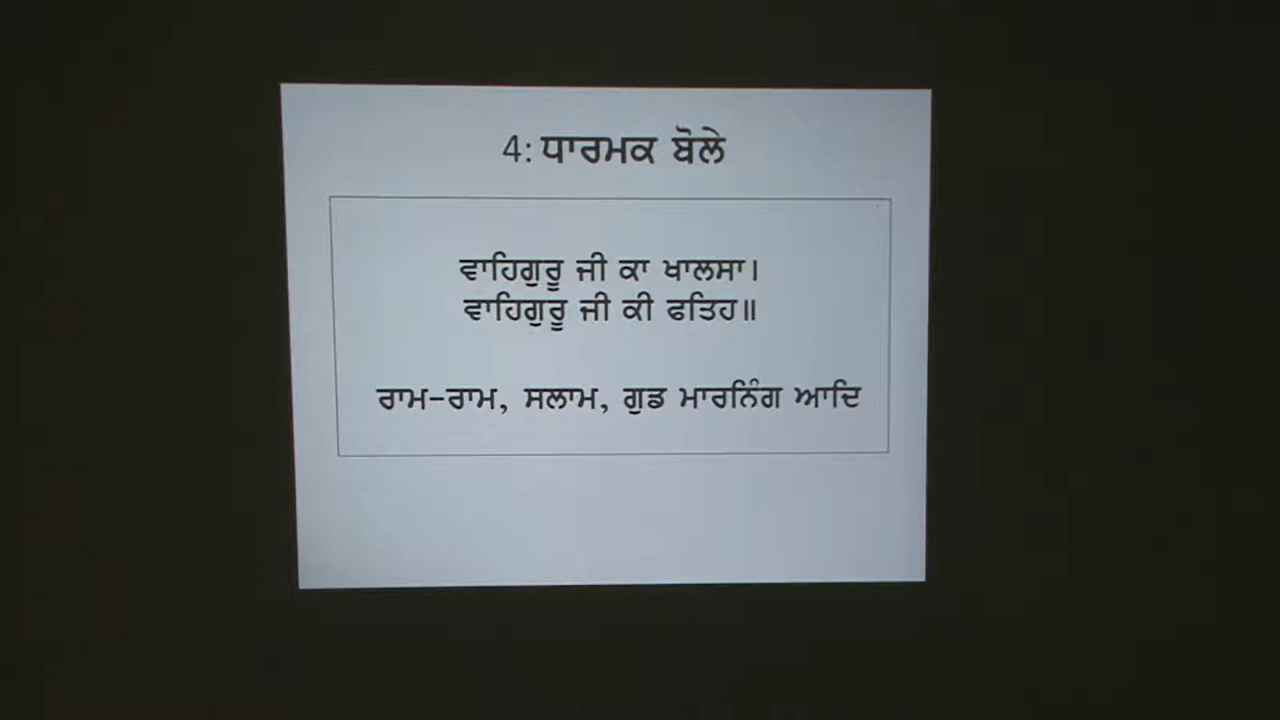 4: ਧਾਰਮਕ ਬੋਲੇ
ਵਾਹਿਗੁਰੂ ਜੀ ਕਾ ਖਾਲਸਾ।
ਵਾਹਿਗੁਰੂ ਜੀ ਕੀ ਫਤਿਹ॥
ਰਾਮ-ਰਾਮ, ਸਲਾਮ, ਗੁਡ ਮਾਰਨਿੰਗ ਆਦਿ